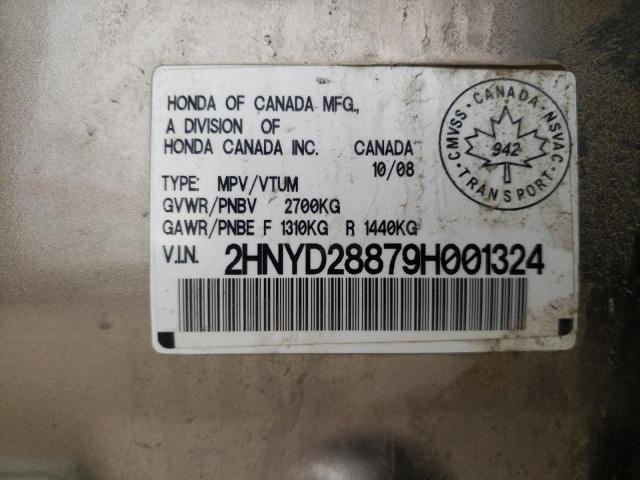 HONDA OF CANADA MFG.,
A DIVISION OF
HONDA CANADA INC. CANADA
10/08
TYPE: MPV/VTUM
GVWR/PNBV 2700KG
GAWR/PNBE F 1310KG R 1440KG
V.I.N. 2HNYD28879H001324
CMVSS · CANADA · NSVAC
942
· TRANSPORT ·